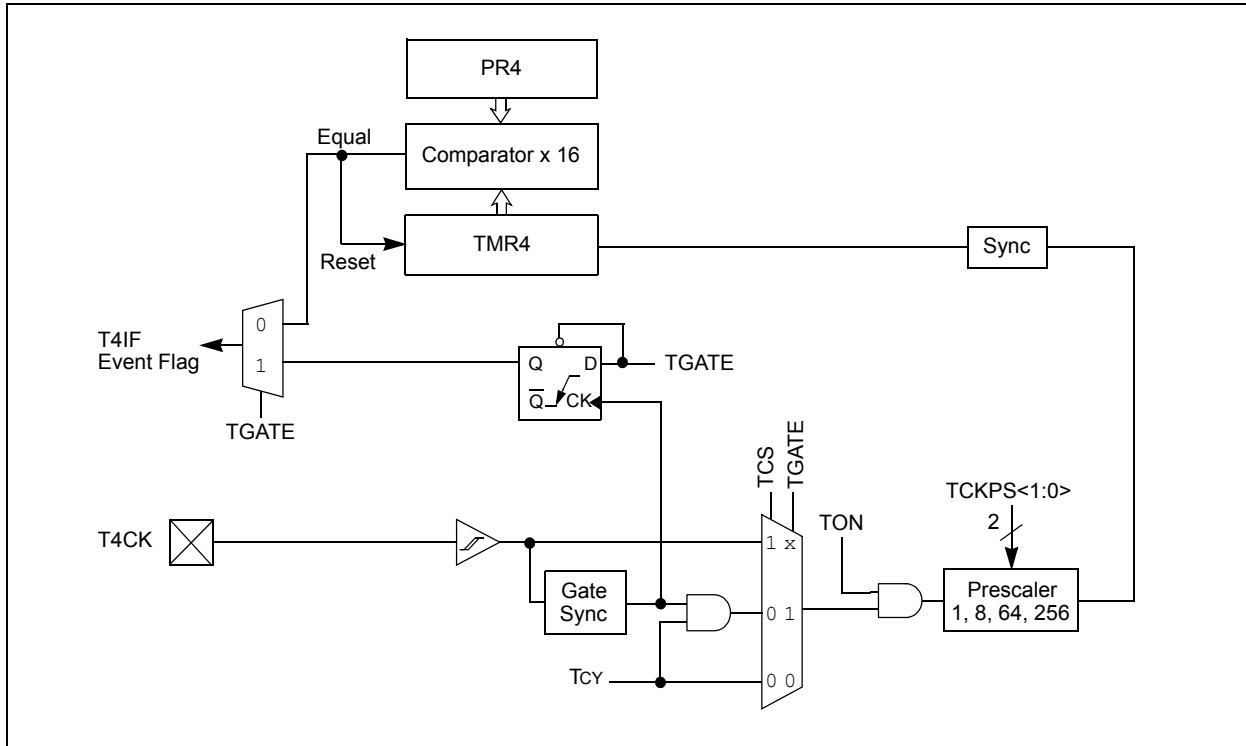 PR4
Equal
Comparator x 16
TMR4
Reset
Sync
0
T4IF
Event Flag
1
Q
D
TGATE
Q̅
CK
TGATE
TCS
TGATE
TCKPS<1:0>
2
TON
T4CK
1 x
Gate
Sync
0 1
Prescaler
1, 8, 64, 256
TCY
0 0